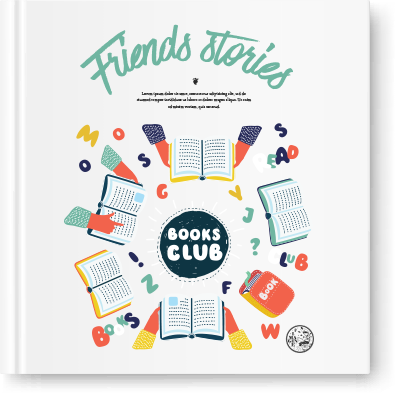 Friends stories
Lorem ipsum dolor sit amet, consectetur adipisicing elit, sed do
eiusmod tempor incididunt ut labore et dolore magna aliqua. Ut enim
ad minim veniam, quis nostrud.
M O S
O S
READ
G Y
J
?
BOOKS
CLUB
CLUB
!
Z F
BOOK
BOOKS
W